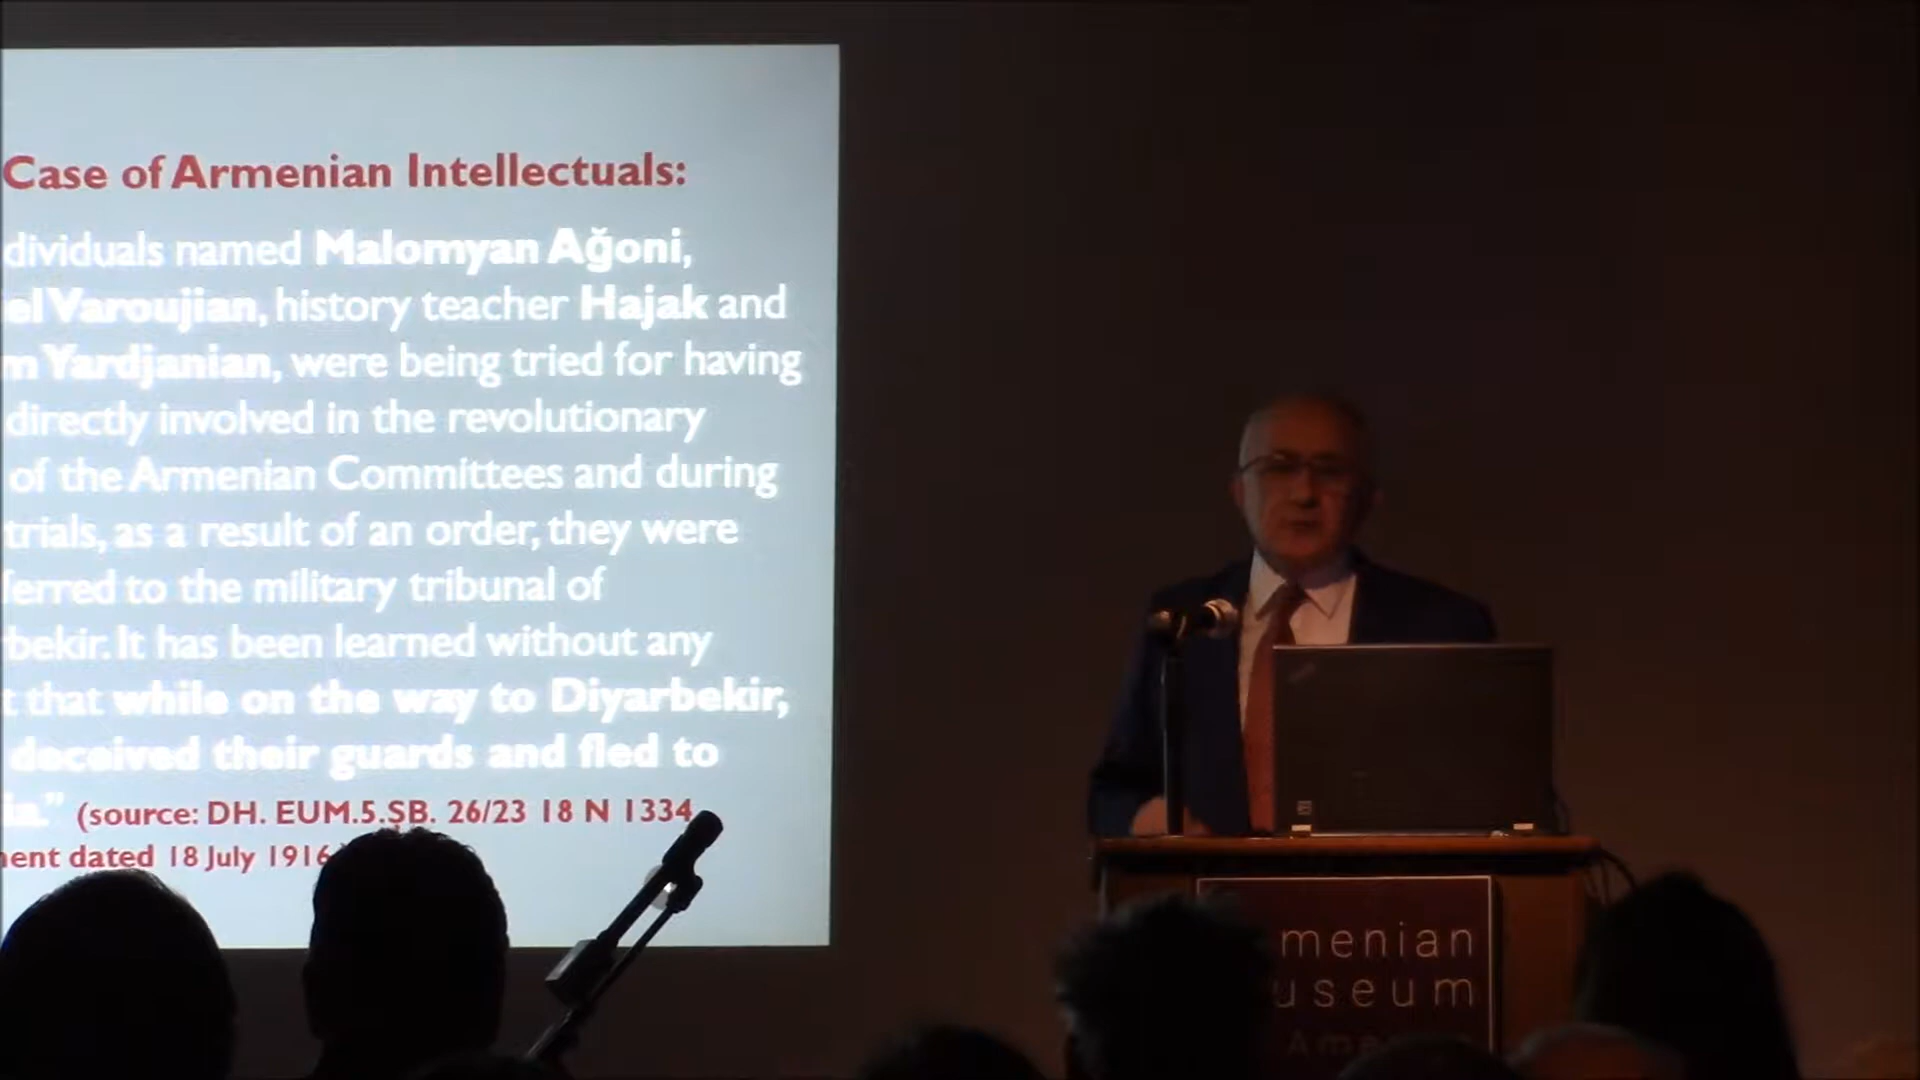 Case of Armenian Intellectuals:
dividuals named Malomyan Ağoni,
el Varoujian, history teacher Hajak and
m Yardjanian, were being tried for having
directly involved in the revolutionary
of the Armenian Committees and during
trials, as a result of an order, they were
ferred to the military tribunal of
bekir. It has been learned without any
t that while on the way to Diyarbekir,
deceived their guards and fled to
ia." (source: DH. EUM.5.ŞB. 26/23 18 N 1334
ment dated 18 July 1916
menian
useum
Ame